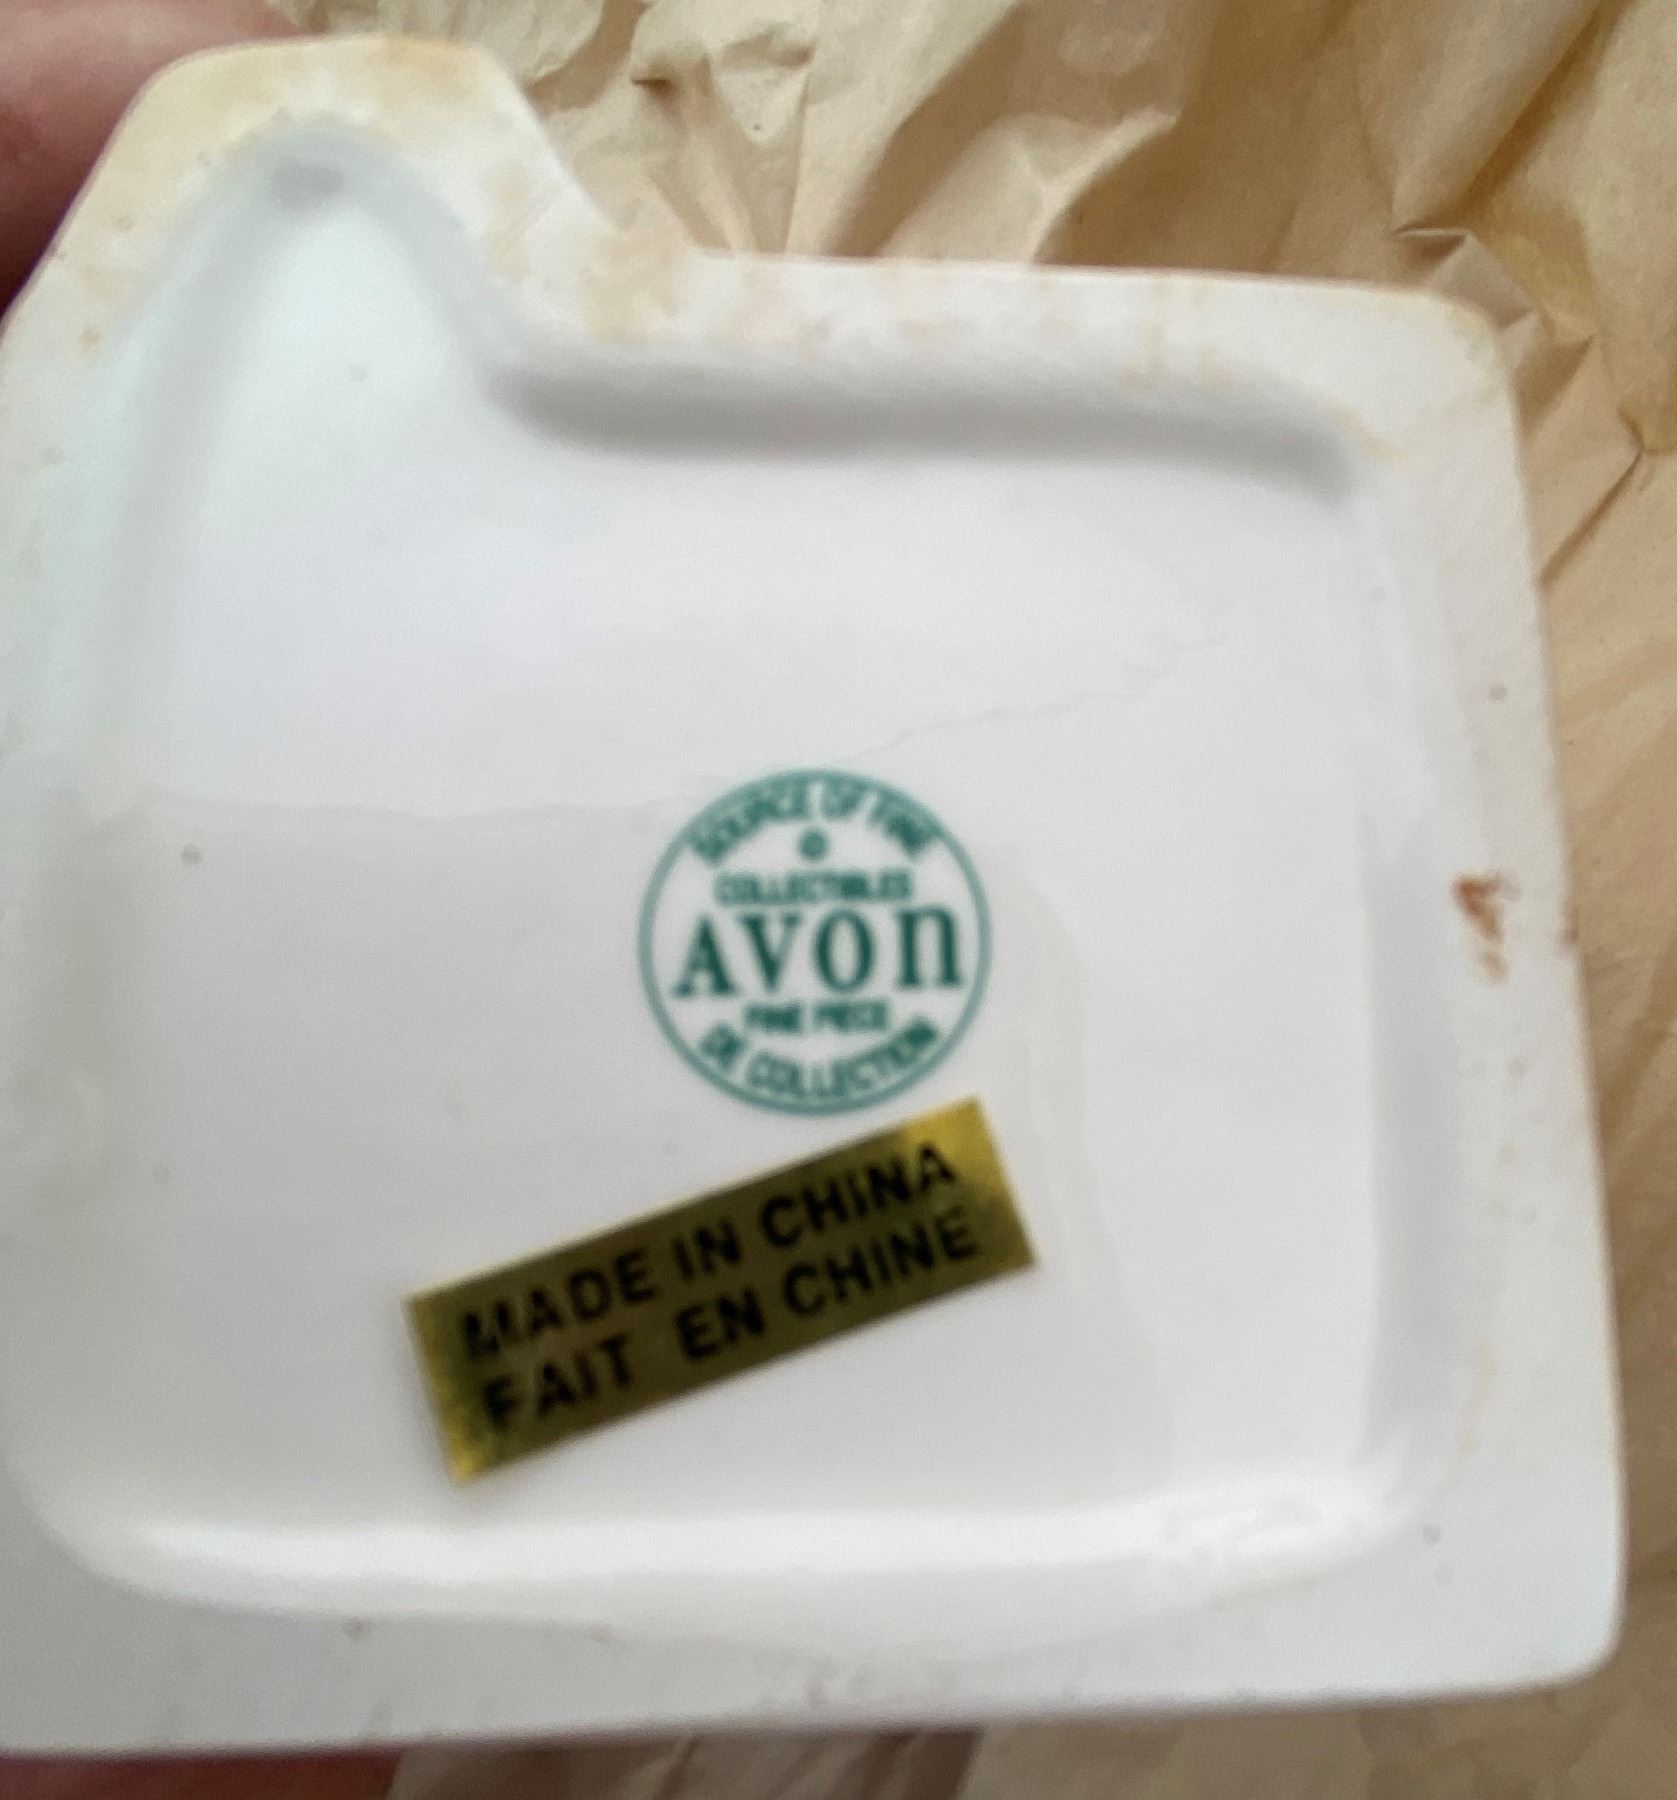 SOURCE OF FINE
©
COLLECTIBLES
AVON
FINE PIECE
DE COLLECTION
MADE IN CHINA
FAIT EN CHINE